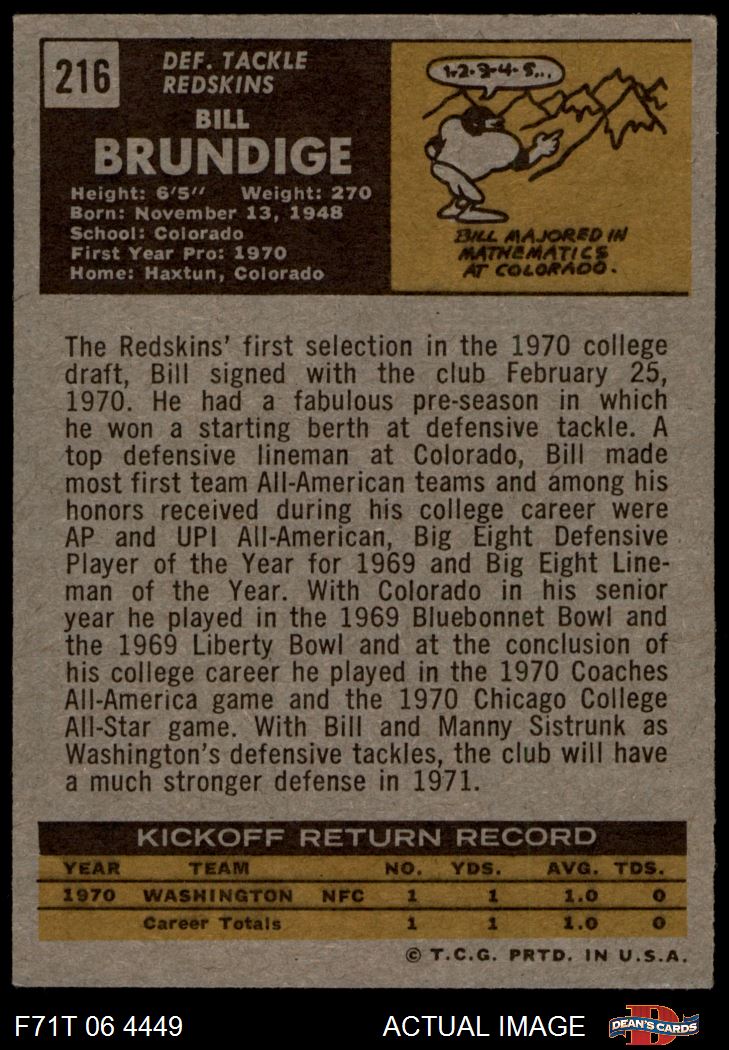 216
DEF. TACKLE
REDSKINS
BILL
BRUNDIGE
Height: 6'5" Weight: 270
Born: November 13, 1948
School: Colorado
First Year Pro: 1970
Home: Haxtun, Colorado
1-2-3-4-5...
BILL MAJORED IN
MATHEMATICS
AT COLORADO.
The Redskins' first selection in the 1970 college
draft, Bill signed with the club February 25,
1970. He had a fabulous pre-season in which
he won a starting berth at defensive tackle. A
top defensive lineman at Colorado, Bill made
most first team All-American teams and among his
honors received during his college career were
AP and UPI All-American, Big Eight Defensive
Player of the Year for 1969 and Big Eight Line-
man of the Year. With Colorado in his senior
year he played in the 1969 Bluebonnet Bowl and
the 1969 Liberty Bowl and at the conclusion of
his college career he played in the 1970 Coaches
All-America game and the 1970 Chicago College
All-Star game. With Bill and Manny Sistrunk as
Washington's defensive tackles, the club will have
a much stronger defense in 1971.
KICKOFF RETURN RECORD
YEAR TEAM NO. YDS. AVG. TDS.
1970 WASHINGTON NFC 1 1 1.0 0
Career Totals 1 1 1.0 0
© T.C.G. PRTD. IN U.S.A.
F71T 06 4449 ACTUAL IMAGE D DEAN'S CARDS